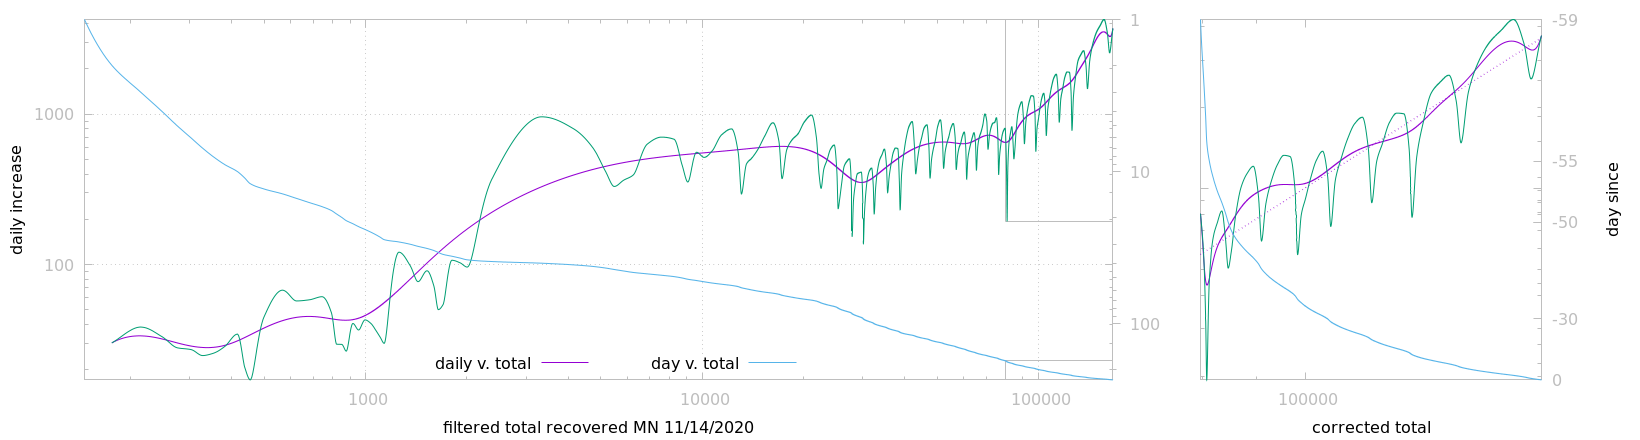 daily increase
1000
100
1
10
100
daily v. total
day v. total
1000
10000
100000
filtered total recovered MN 11/14/2020
-59
-55
-50
-30
0
day since
100000
corrected total